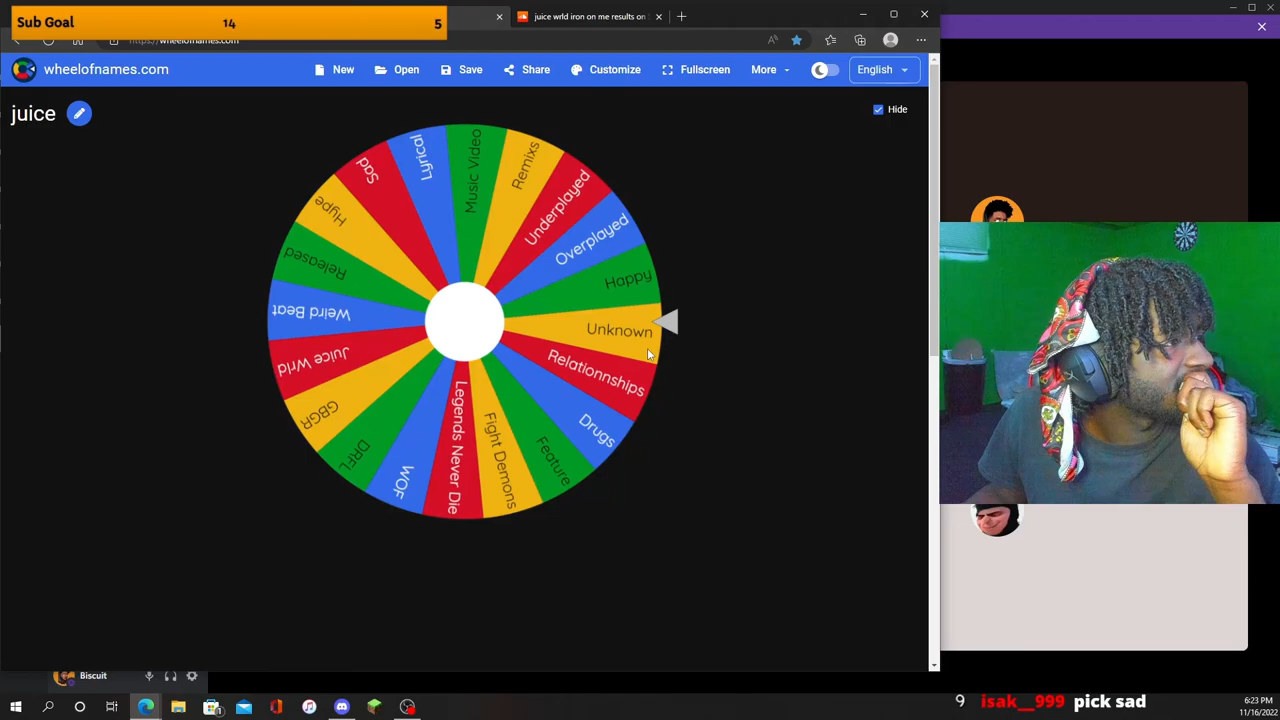 Sub Goal 14 5
juice wrld iron on me results on
wheelofnames.com
New Open Save Share Customize Fullscreen More English
juice
Hide
Music Video
Remixs
Underplayed
Overplayed
Happy
Unknown
Relationnships
Drugs
Feature
Fight Demons
Legends Never Die
WOF
DRFL
GBGR
Juice Wrld
Weird Beat
Released
Hype
Sad
Lyrical
Biscuit
9 isak__999 pick sad
6:23 PM
11/16/2022